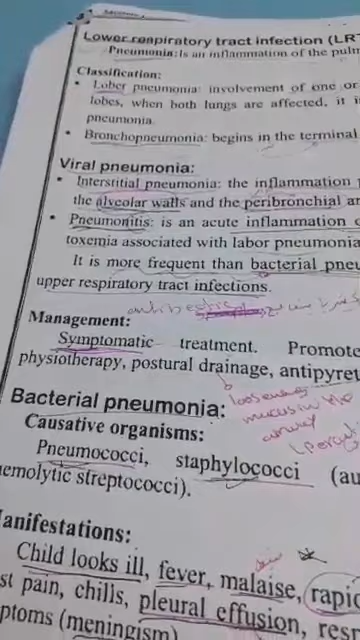 Lower respiratory tract infection (LRT
Pneumonia: Is an inflammation of the pulm
Classification:
• Lober pneumonia: involvement of one or
lobes, when both lungs are affected, it i
pneumonia.
• Bronchopneumonia: begins in the terminal
Viral pneumonia:
• Interstitial pneumonia: the inflammation
the alveolar walls and the peribronchial ar
• Pneumonitis: is an acute inflammation o
toxemia associated with labor pneumonia
It is more frequent than bacterial pneu
upper respiratory tract infections.
Management:
Symptomatic treatment. Promote
physiotherapy, postural drainage, antipyret
Bacterial pneumonia:
Causative organisms:
Pneumococci, staphylococci (au
emolytic streptococci).
anifestations:
Child looks ill, fever, malaise, rapid
st pain, chills, pleural effusion, resp
ptoms (meningism)